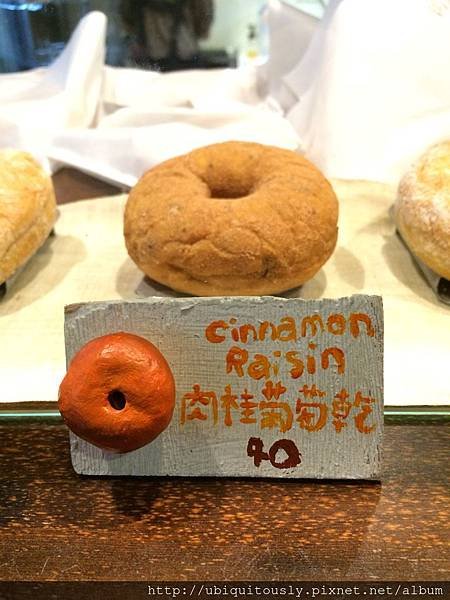 cinnamon
Raisin
肉桂葡萄乾
40
http://ubiquitously.pixnet.net/album